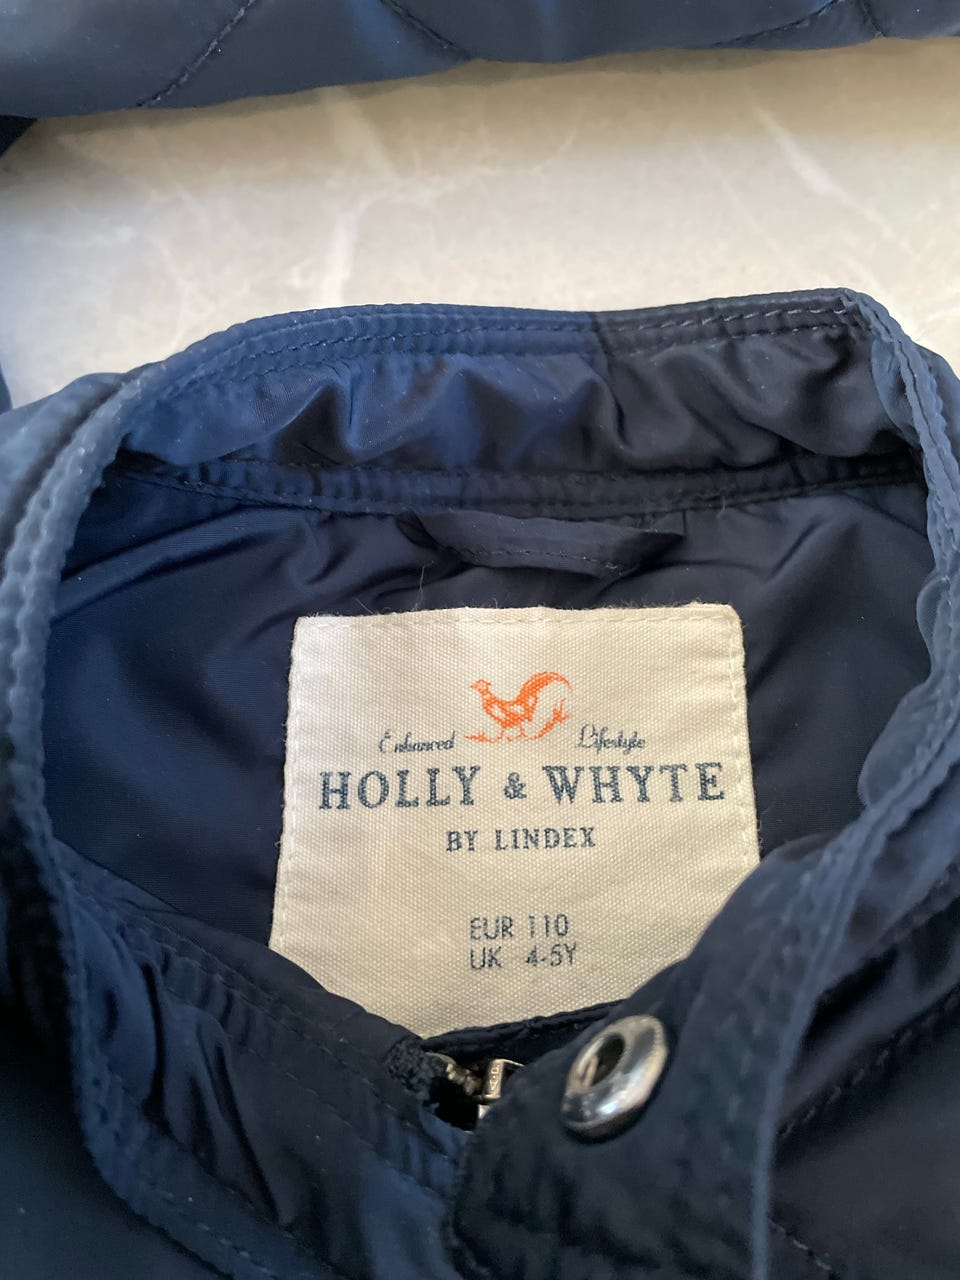 Enhanced Lifestyle
HOLLY & WHYTE
BY LINDEX
EUR 110
UK 4-5Y